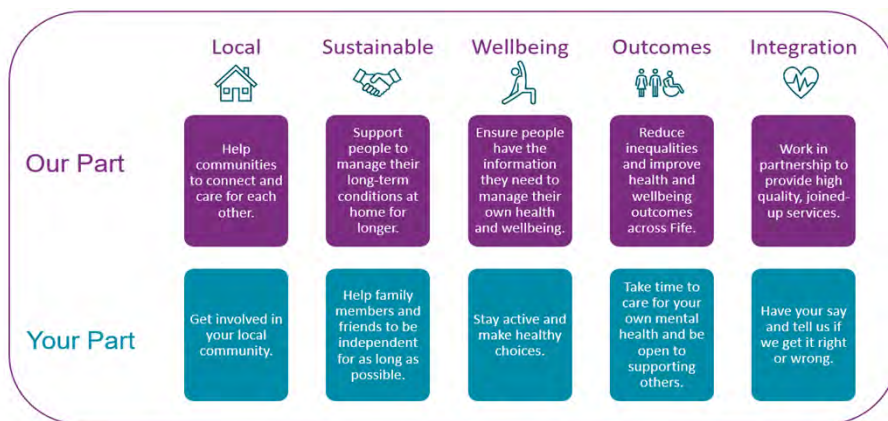 Local
Sustainable
Wellbeing
Outcomes
Integration
Our Part
Help
communities
to connect and
care for each
other.
Support
people to
manage their
long-term
conditions at
home for
longer.
Ensure people
have the
information
they need to
manage their
own health
and wellbeing.
Reduce
inequalities
and improve
health and
wellbeing
outcomes
across Fife.
Work in
partnership to
provide high
quality, joined-
up services.
Your Part
Get involved in
your local
community.
Help family
members and
friends to be
independent
for as long as
possible.
Stay active and
make healthy
choices.
Take time to
care for your
own mental
health and be
open to
supporting
others.
Have your say
and tell us if
we get it right
or wrong.